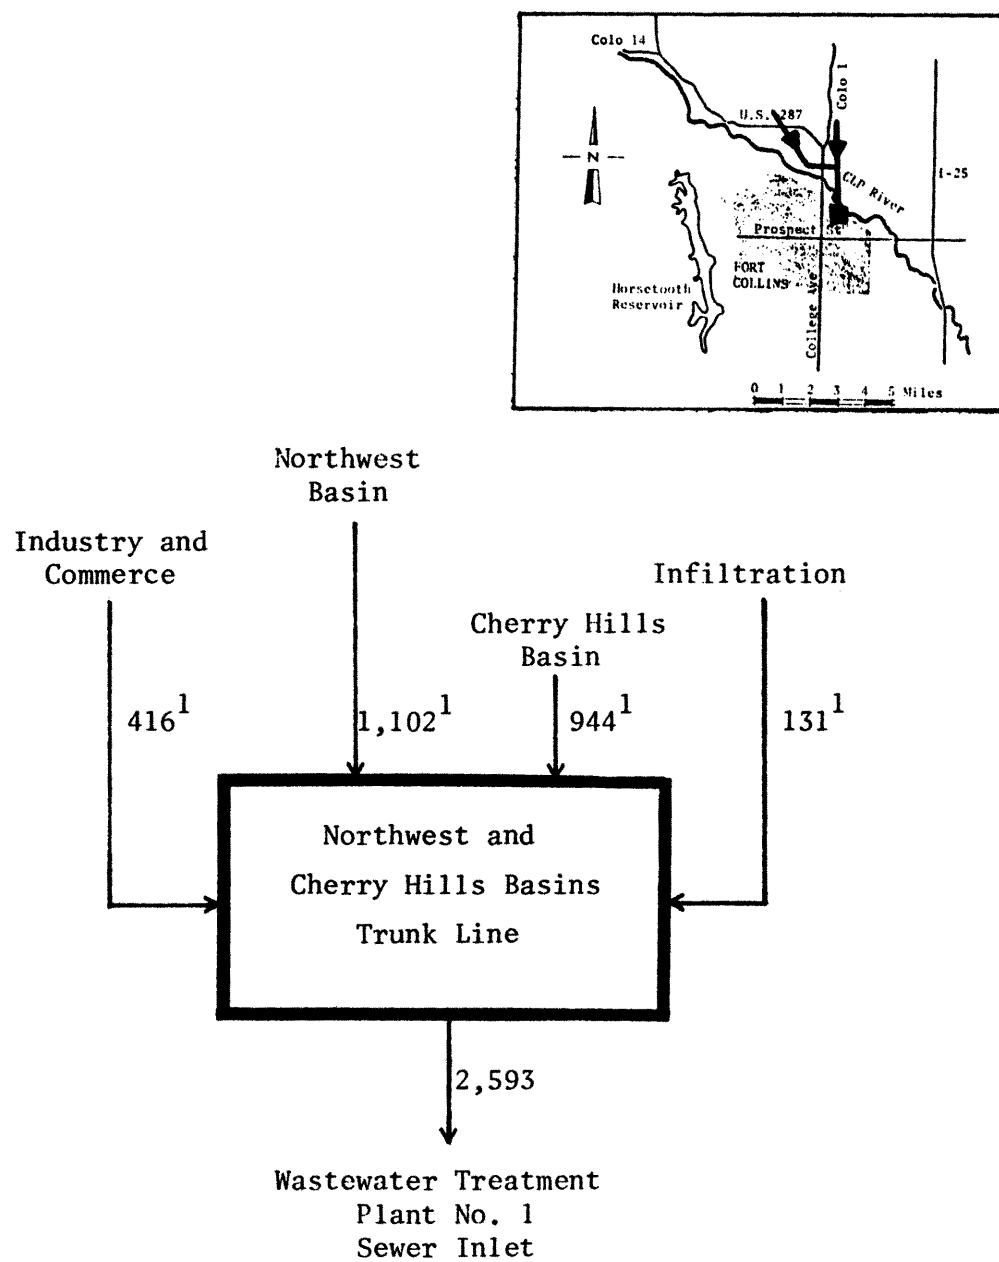 Colo 14
Colo 1
U.S. 287
N
I-25
CLP River
Prospect St
FORT
COLLINS
Horsetooth
Reservoir
College Ave
0 1 2 3 4 5 Miles
Northwest
Basin
Industry and
Commerce
Infiltration
Cherry Hills
Basin
416¹
1,102¹
944¹
131¹
Northwest and
Cherry Hills Basins
Trunk Line
2,593
Wastewater Treatment
Plant No. 1
Sewer Inlet